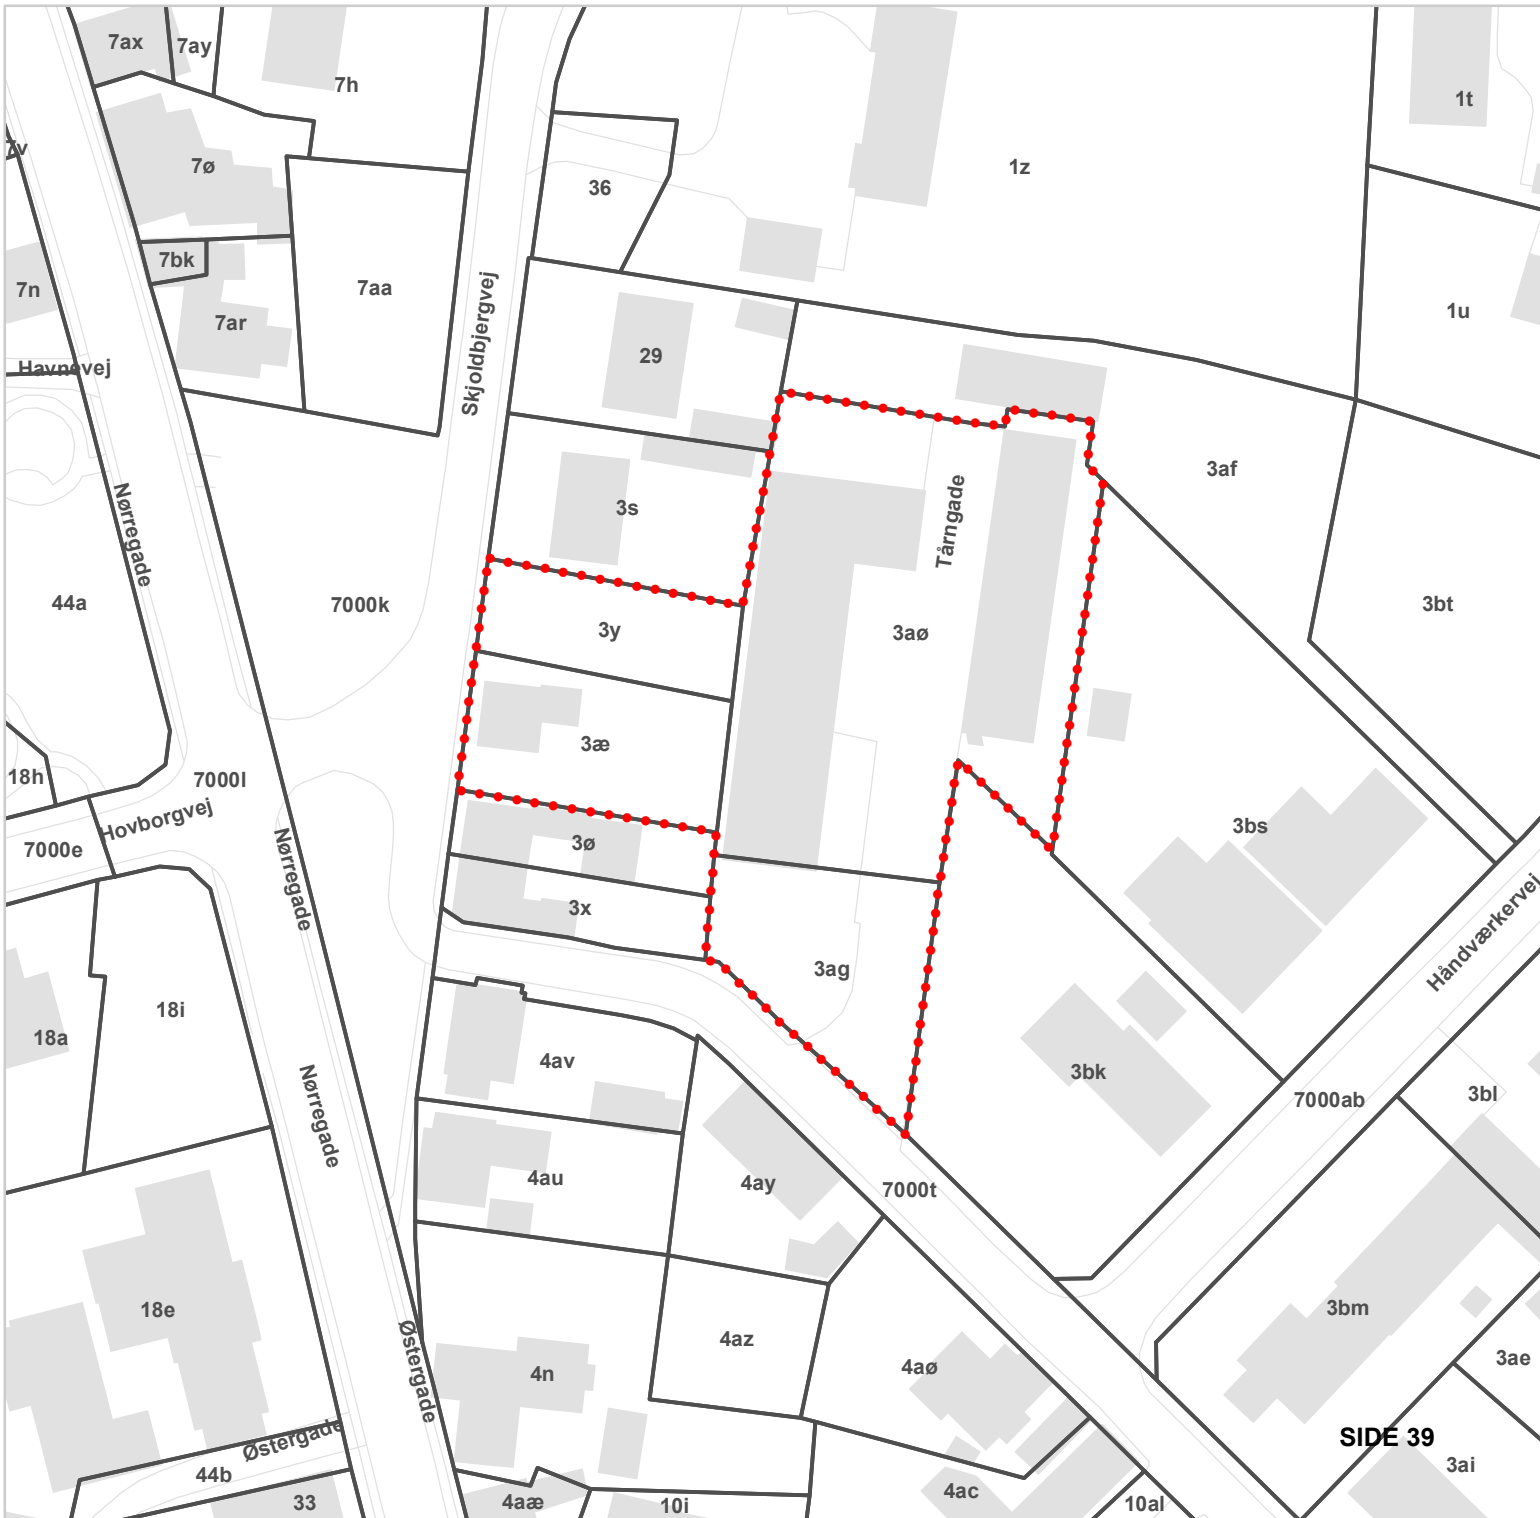 7ax
7ay
7h
1t
7v
7ø
1z
36
7bk
7n
7aa
7ar
1u
29
Havnevej
Skjoldbjergvej
3af
3s
Tårngade
Nørregade
44a
7000k
3y
3aø
3bt
3æ
18h
7000l
Hovborgvej
3bs
7000e
3ø
Nørregade
3x
Håndværkervej
3ag
18i
18a
4av
3bk
7000ab
3bl
Nørregade
4au
4ay
7000t
18e
3bm
4az
3ae
4aø
4n
Østergade
Østergade
SIDE 39
3ai
44b
4ac
33
4aæ
10i
10al